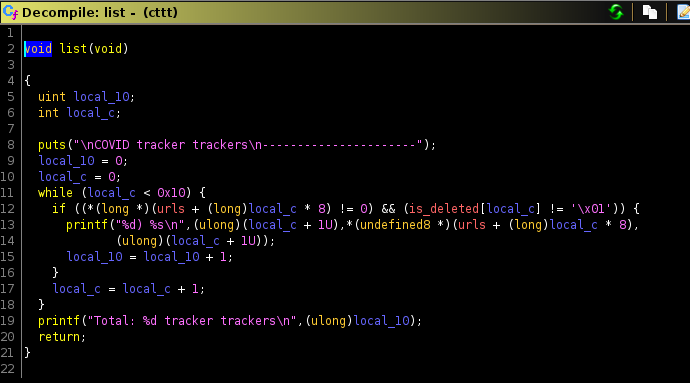 Decompile: list - (cttt)
1
2 void list(void)
3
4 {
5 uint local_10;
6 int local_c;
7
8 puts("\nCOVID tracker trackers\n----------------------");
9 local_10 = 0;
10 local_c = 0;
11 while (local_c < 0x10) {
12 if ((*(long *)(urls + (long)local_c * 8) != 0) && (is_deleted[local_c] != '\x01')) {
13 printf("%d) %s\n",(ulong)(local_c + 1U),*(undefined8 *)(urls + (long)local_c * 8),
14 (ulong)(local_c + 1U));
15 local_10 = local_10 + 1;
16 }
17 local_c = local_c + 1;
18 }
19 printf("Total: %d tracker trackers\n",(ulong)local_10);
20 return;
21 }
22